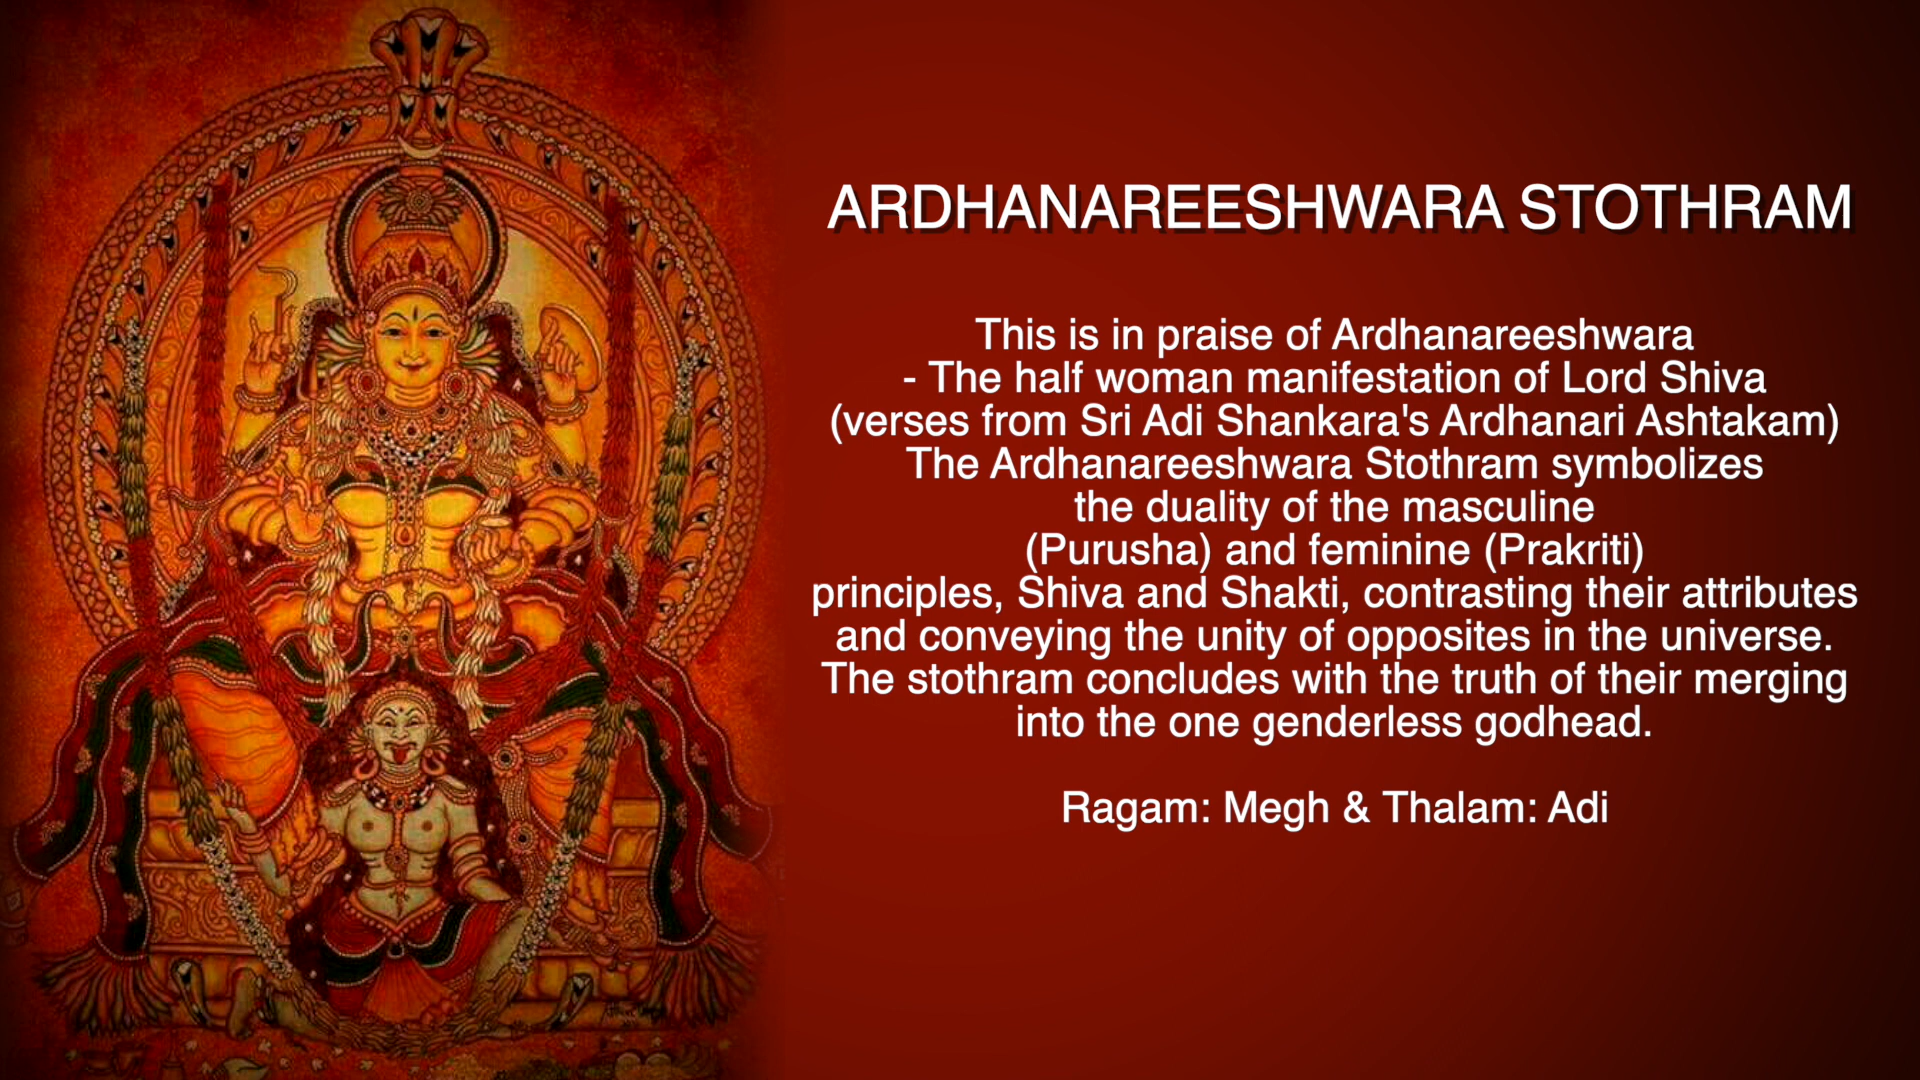 ARDHANAREESHWARA STOTHRAM
This is in praise of Ardhanareeshwara
- The half woman manifestation of Lord Shiva
(verses from Sri Adi Shankara's Ardhanari Ashtakam)
The Ardhanareeshwara Stothram symbolizes
the duality of the masculine
(Purusha) and feminine (Prakriti)
principles, Shiva and Shakti, contrasting their attributes
and conveying the unity of opposites in the universe.
The stothram concludes with the truth of their merging
into the one genderless godhead.
Ragam: Megh & Thalam: Adi